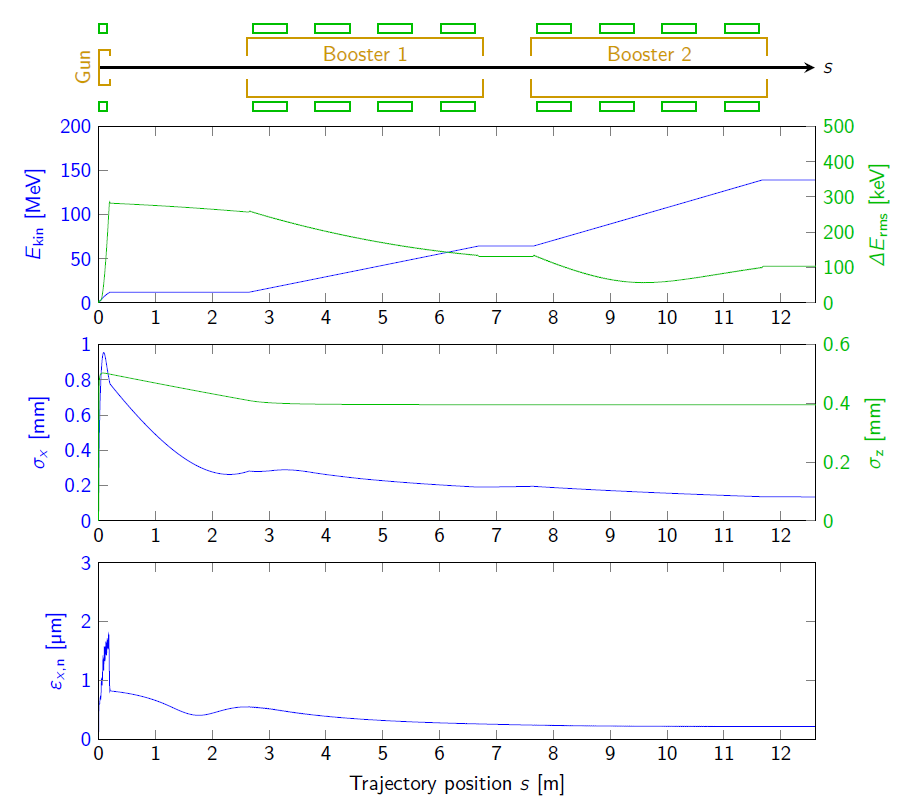 Gun
Booster 1
Booster 2
s
E_kin [MeV]
200
150
100
50
0
ΔE_rms [keV]
500
400
300
200
100
0
0 1 2 3 4 5 6 7 8 9 10 11 12
σ_x [mm]
1
0.8
0.6
0.4
0.2
0
σ_z [mm]
0.6
0.4
0.2
0
0 1 2 3 4 5 6 7 8 9 10 11 12
ε_x,n [µm]
3
2
1
0
0 1 2 3 4 5 6 7 8 9 10 11 12
Trajectory position s [m]